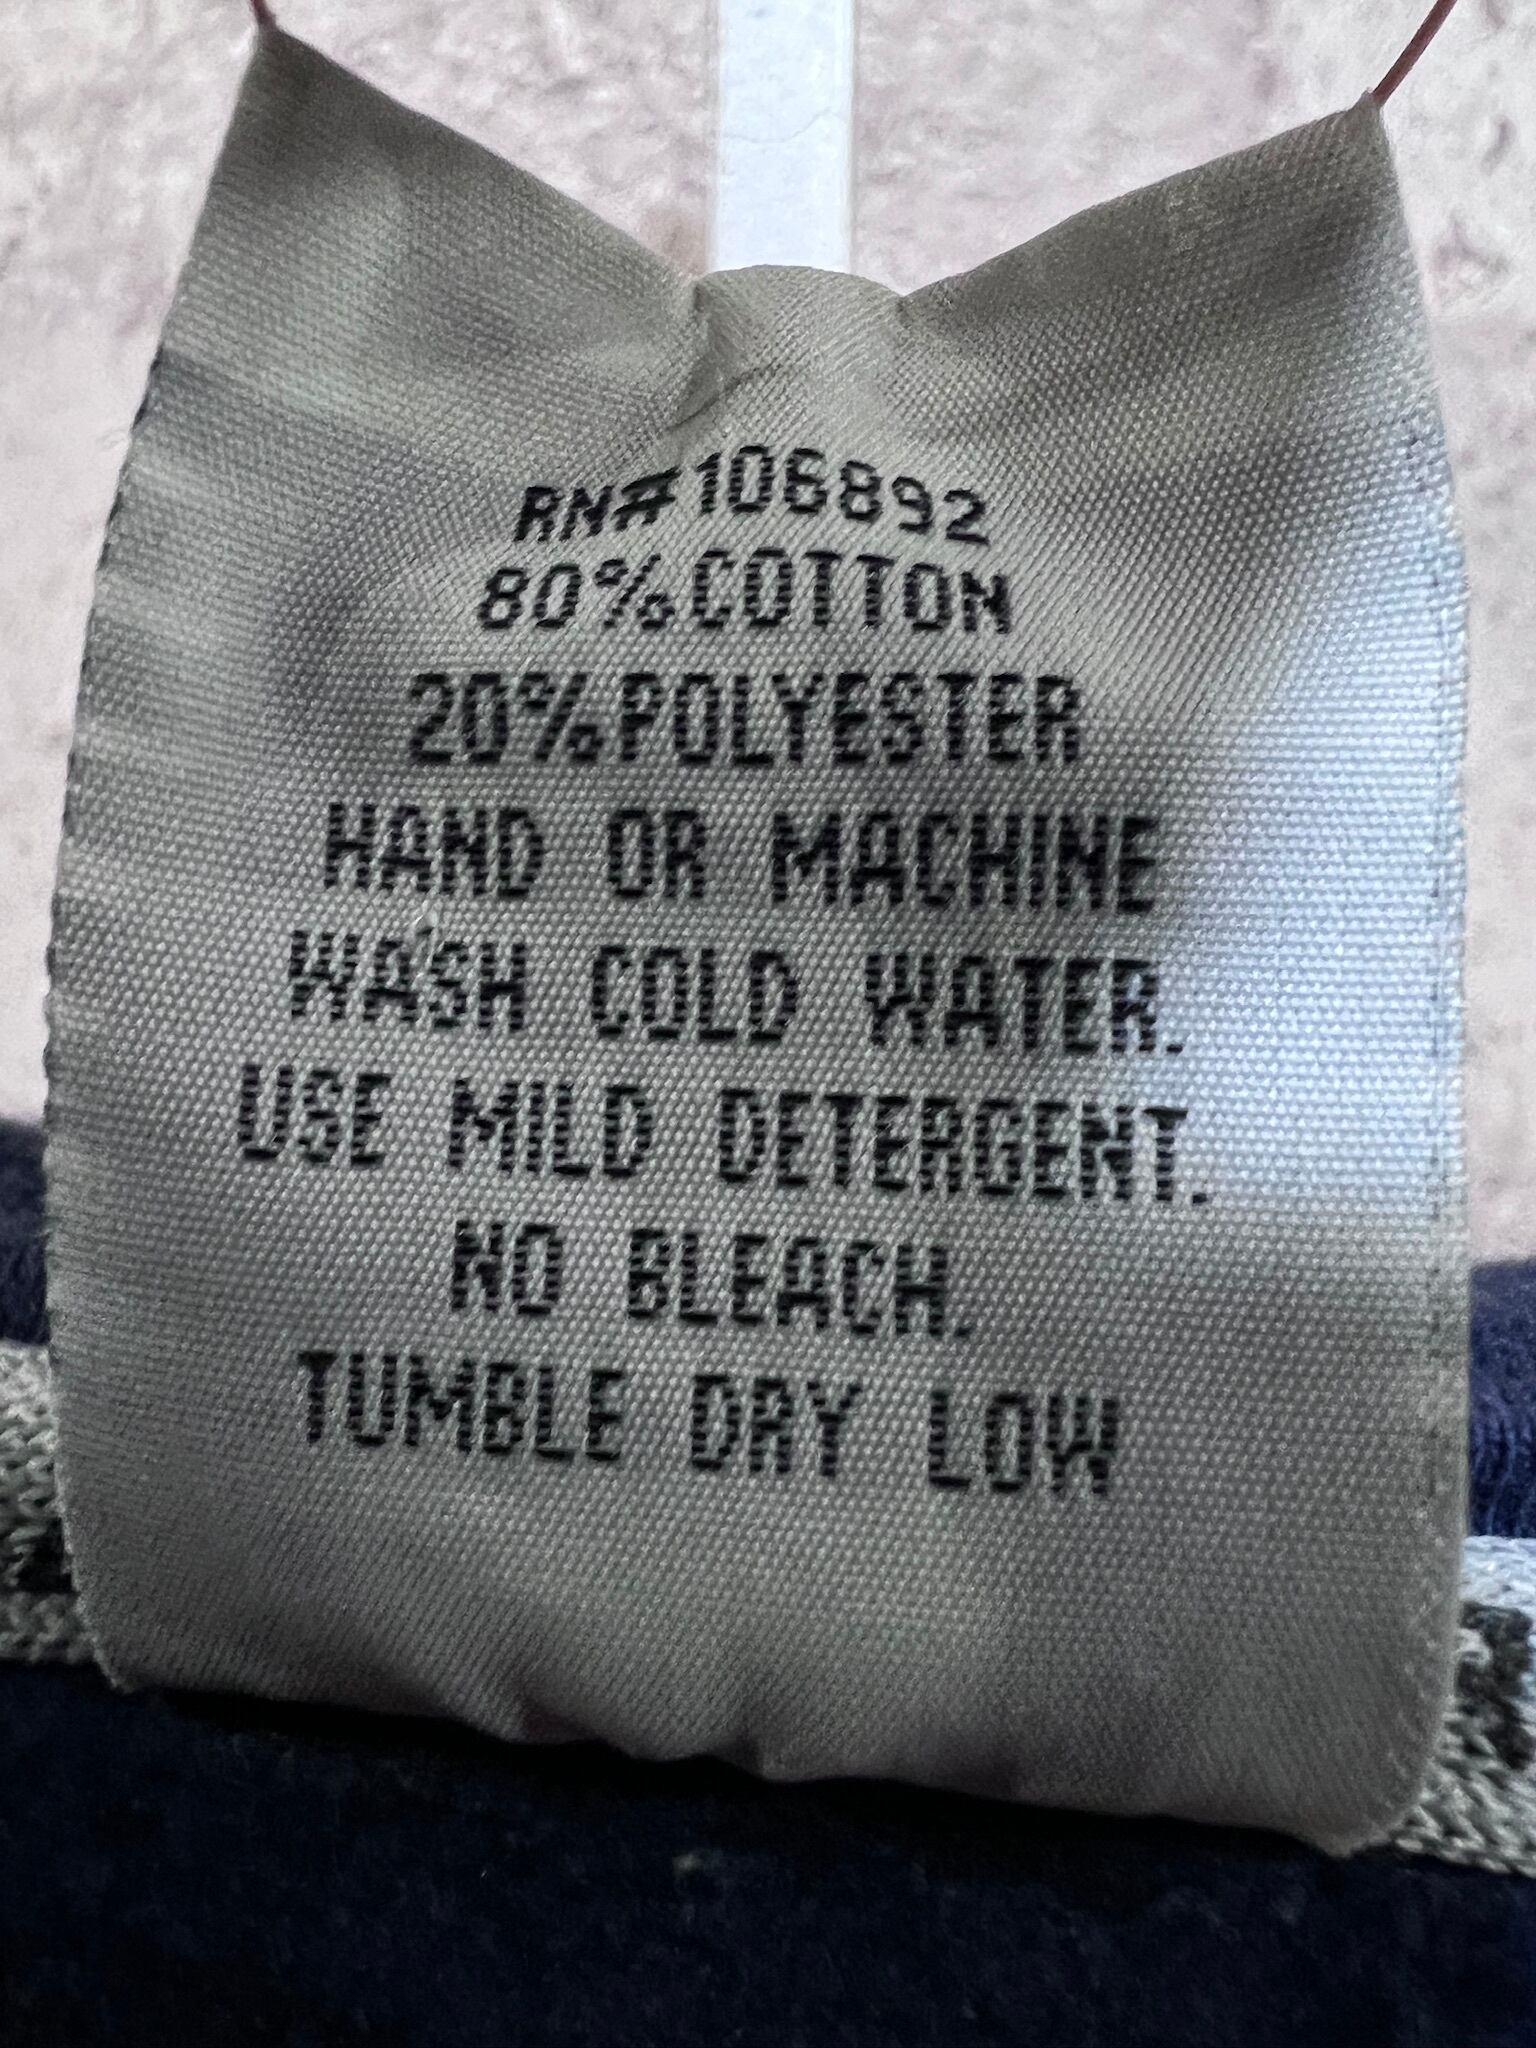 RN#106892
80%COTTON
20%POLYESTER
HAND OR MACHINE
WASH COLD WATER.
USE MILD DETERGENT.
NO BLEACH.
TUMBLE DRY LOW